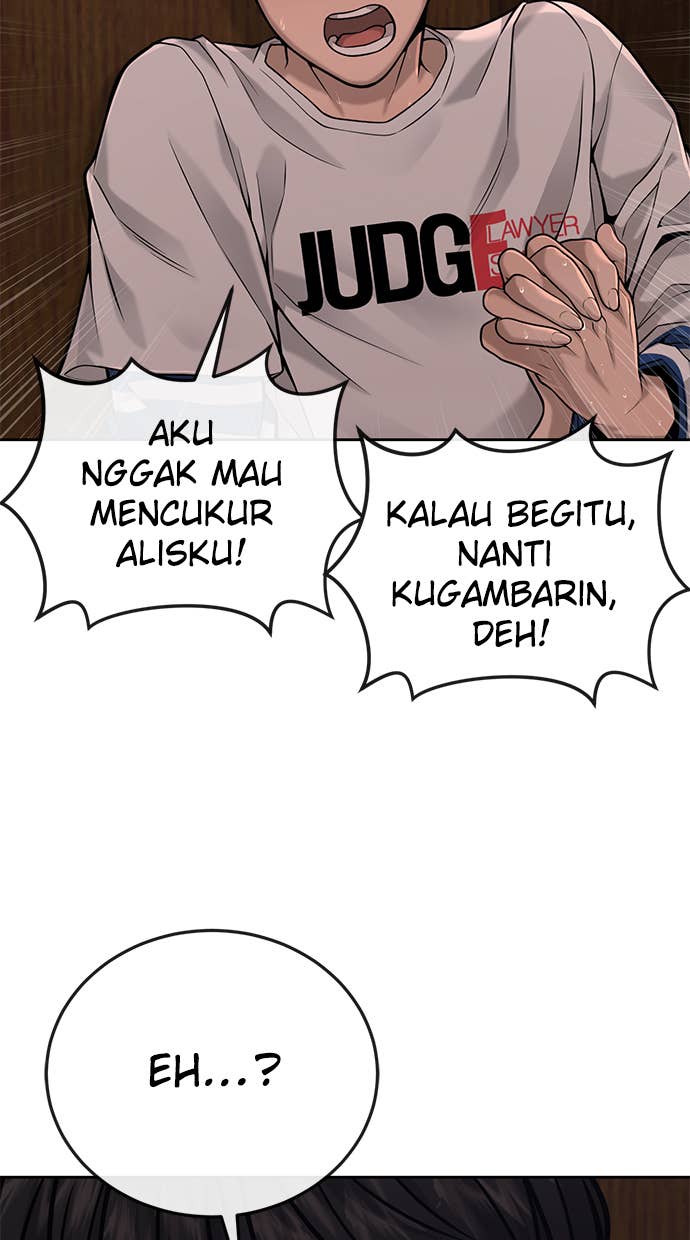 JUDGE
LAWYER
S
AKU
NGGAK MAU
MENCUKUR
ALISKU!
KALAU BEGITU,
NANTI
KUGAMBARIN,
DEH!
EH...?